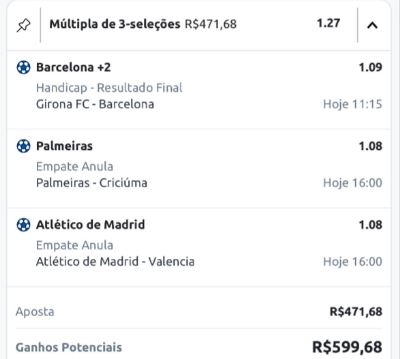 Múltipla de 3-seleções R$471,68 1.27
Barcelona +2 1.09
Handicap - Resultado Final
Girona FC - Barcelona Hoje 11:15
Palmeiras 1.08
Empate Anula
Palmeiras - Criciúma Hoje 16:00
Atlético de Madrid 1.08
Empate Anula
Atlético de Madrid - Valencia Hoje 16:00
Aposta R$471,68
Ganhos Potenciais R$599,68